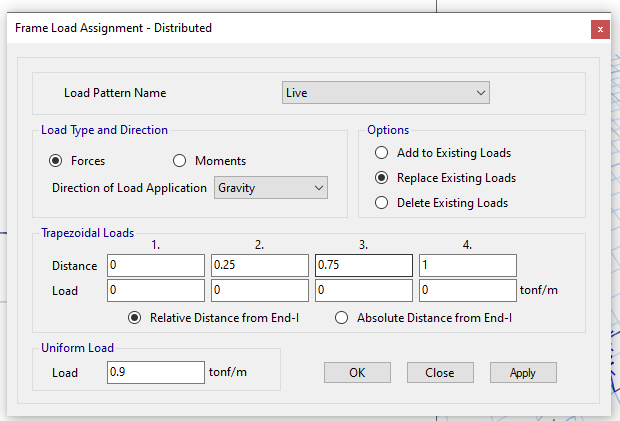 Frame Load Assignment - Distributed
x
Load Pattern Name Live
Load Type and Direction
Forces Moments
Direction of Load Application Gravity
Options
Add to Existing Loads
Replace Existing Loads
Delete Existing Loads
Trapezoidal Loads
1. 2. 3. 4.
Distance 0 0.25 0.75 1
Load 0 0 0 0 tonf/m
Relative Distance from End-I Absolute Distance from End-I
Uniform Load
Load 0.9 tonf/m
OK Close Apply